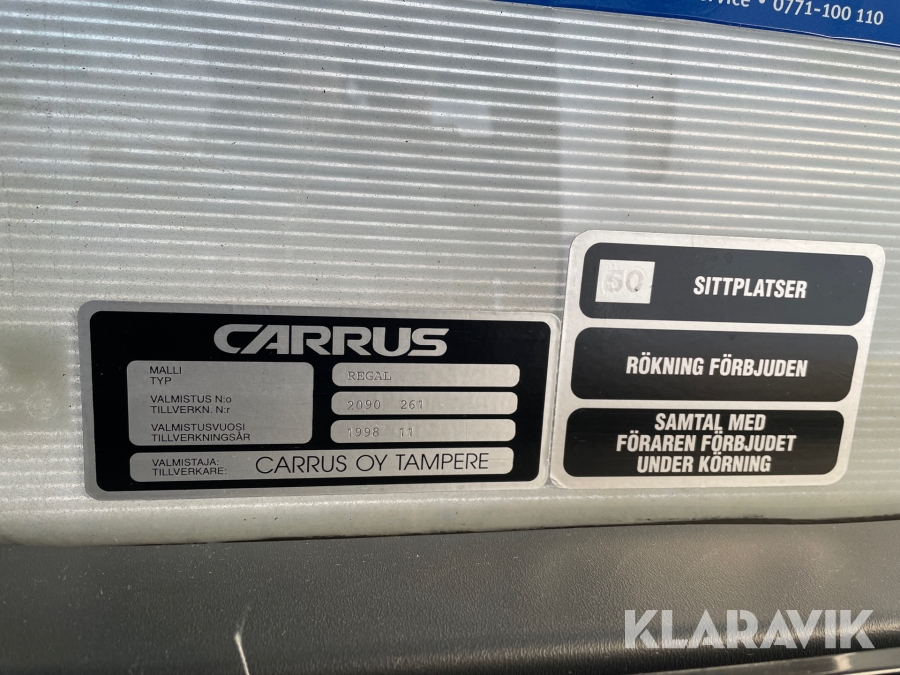 service • 0771-100 110
CARRUS
MALLI
TYP
REGAL
VALMISTUS N:o
TILLVERKN. N:r
2090 261
VALMISTUSVUOSI
TILLVERKNINGSÅR
1998 11
VALMISTAJA:
TILLVERKARE:
CARRUS OY TAMPERE
50 SITTPLATSER
RÖKNING FÖRBJUDEN
SAMTAL MED
FÖRAREN FÖRBJUDET
UNDER KÖRNING
KLARAVIK